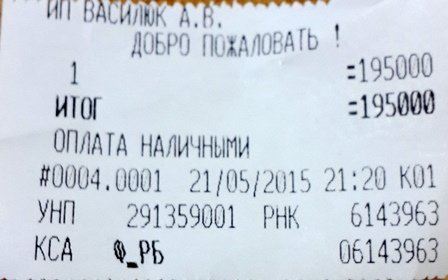 ИП ВАСИЛЮК А.В.
ДОБРО ПОЖАЛОВАТЬ !
1 =195000
ИТОГ =195000
ОПЛАТА НАЛИЧНЫМИ
#0004.0001 21/05/2015 21:20 К01
УНП 291359001 РНК 6143963
КСА Ф_РБ 06143963